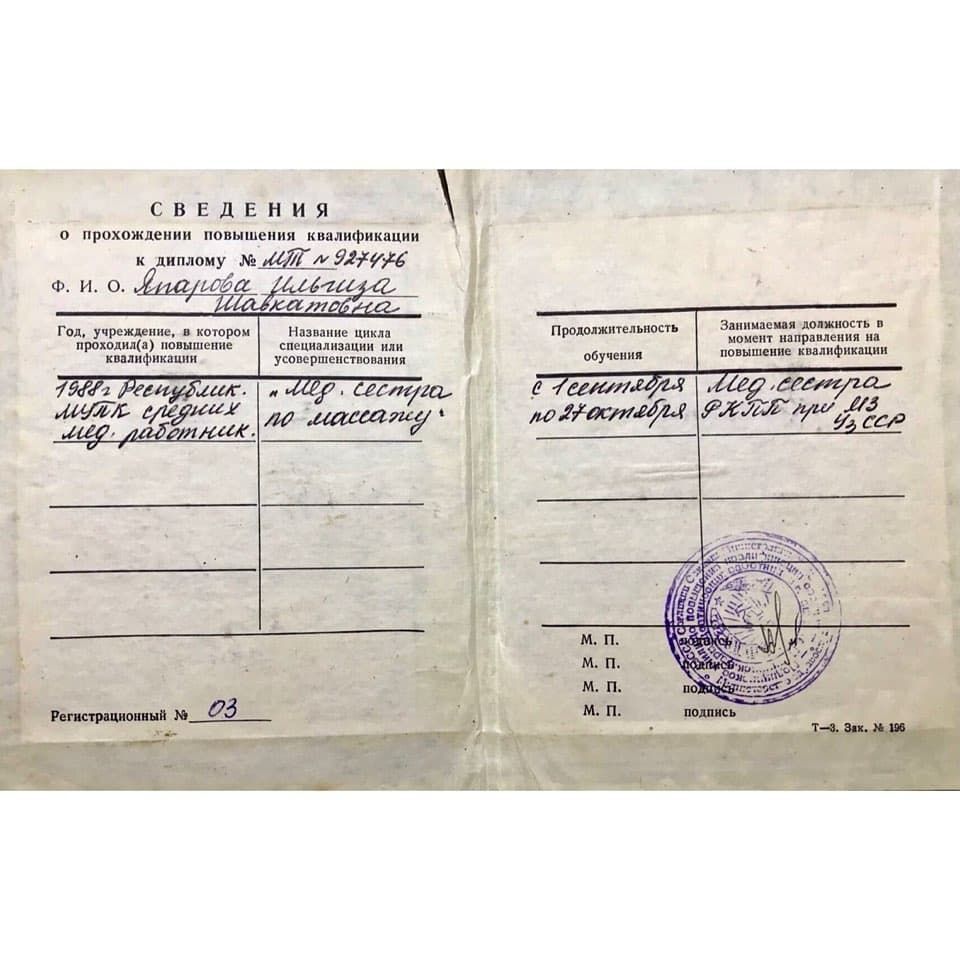 СВЕДЕНИЯ
о прохождении повышения квалификации
к диплому № МТ № 927476
Ф. И. О. Япарова Ильгиза
Шавкатовна
Год, учреждение, в котором
проходил(а) повышение
квалификации
Название цикла
специализации или
усовершенствования
1988г Республик.
МУПК средних
мед. работник.
„Мед. сестра
по массажу“
Регистрационный № 03
Продолжительность
обучения
Занимаемая должность в
момент направления на
повышение квалификации
с 1 сентября
по 27 октября
Мед. сестра
РКПП при МЗ
УзССР
М. П. подпись
М. П. подпись
М. П. подпись
М. П. подпись
Т—3. Зак. № 196